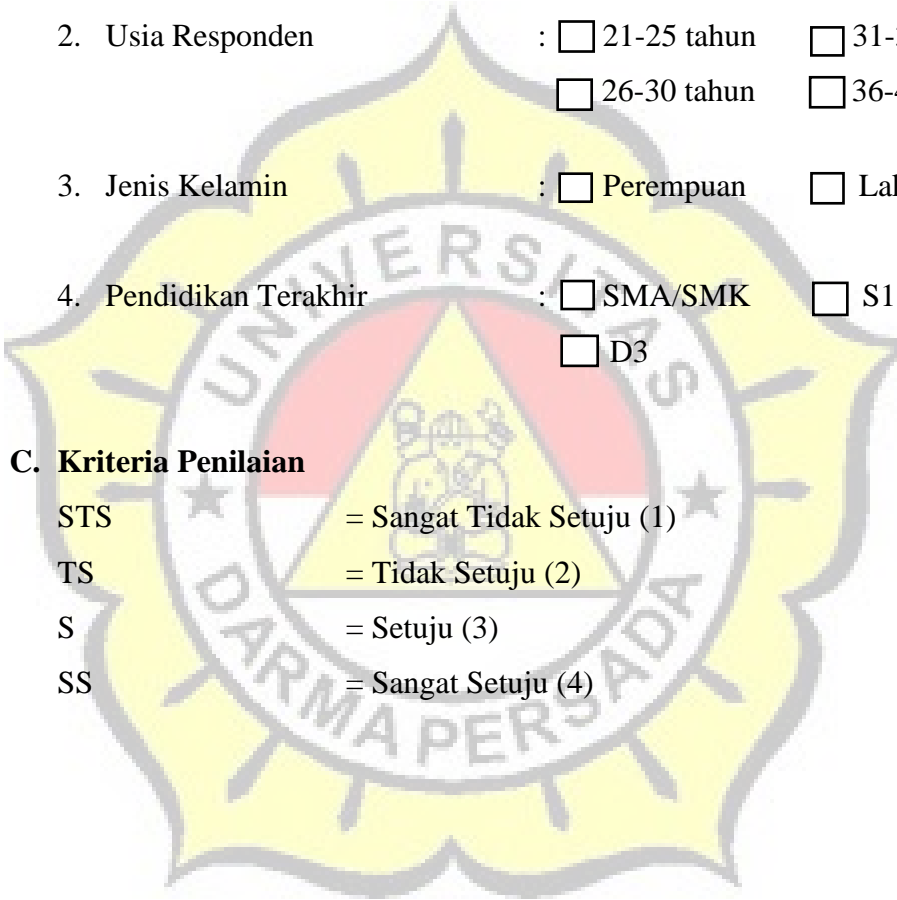 2. Usia Responden : 21-25 tahun 31-
26-30 tahun 36-
3. Jenis Kelamin : Perempuan
4. Pendidikan Terakhir : SMA/SMK S1
D3
C. Kriteria Penilaian
STS = Sangat Tidak Setuju (1)
TS = Tidak Setuju (2)
S = Setuju (3)
SS = Sangat Setuju (4)
UNIVERSITAS
DARMA PERSADA